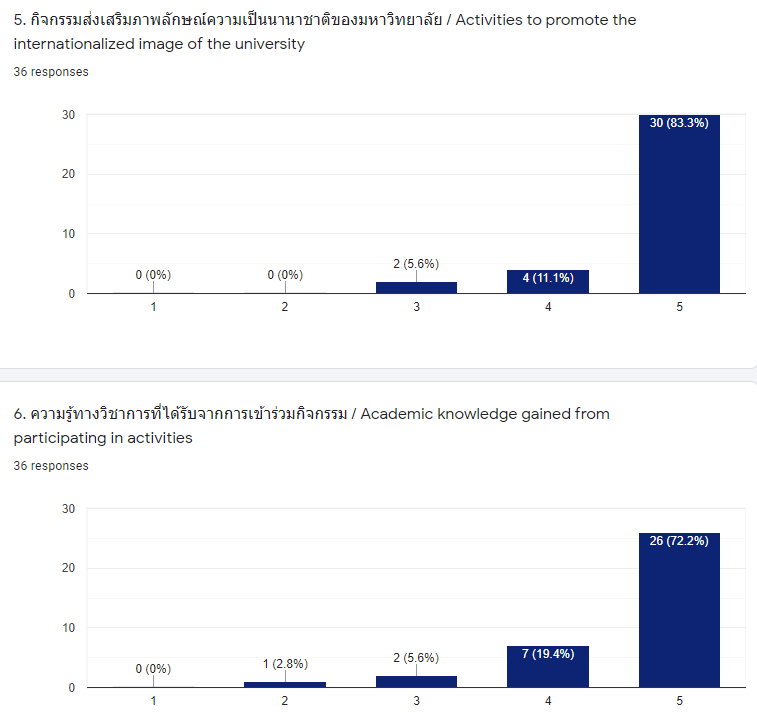 5. กิจกรรมส่งเสริมภาพลักษณ์ความเป็นนานาชาติของมหาวิทยาลัย / Activities to promote the
internationalized image of the university
36 responses
30
30 (83.3%)
20
10
2 (5.6%)
0 (0%) 0 (0%) 4 (11.1%)
0
1 2 3 4 5
6. ความรู้ทางวิชาการที่ได้รับจากการเข้าร่วมกิจกรรม / Academic knowledge gained from
participating in activities
36 responses
30
26 (72.2%)
20
10
0 (0%) 1 (2.8%) 2 (5.6%) 7 (19.4%)
0
1 2 3 4 5